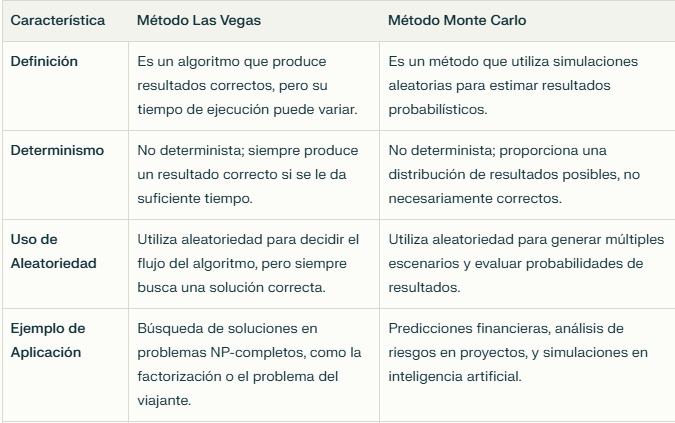 Característica
Método Las Vegas
Método Monte Carlo
Definición
Es un algoritmo que produce
resultados correctos, pero su
tiempo de ejecución puede variar.
Es un método que utiliza simulaciones
aleatorias para estimar resultados
probabilísticos.
Determinismo
No determinista; siempre produce
un resultado correcto si se le da
suficiente tiempo.
No determinista; proporciona una
distribución de resultados posibles, no
necesariamente correctos.
Uso de
Aleatoriedad
Utiliza aleatoriedad para decidir el
flujo del algoritmo, pero siempre
busca una solución correcta.
Utiliza aleatoriedad para generar múltiples
escenarios y evaluar probabilidades de
resultados.
Ejemplo de
Aplicación
Búsqueda de soluciones en
problemas NP-completos, como la
factorización o el problema del
viajante.
Predicciones financieras, análisis de
riesgos en proyectos, y simulaciones en
inteligencia artificial.